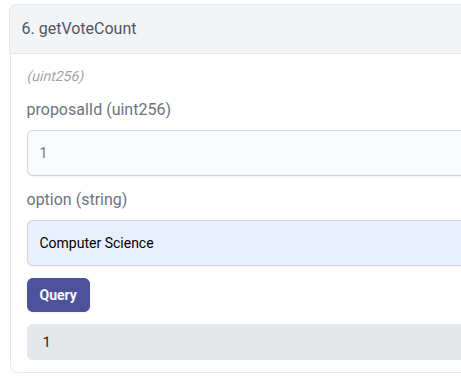 6. getVoteCount
(uint256)
proposalId (uint256)
1
option (string)
Computer Science
Query
1